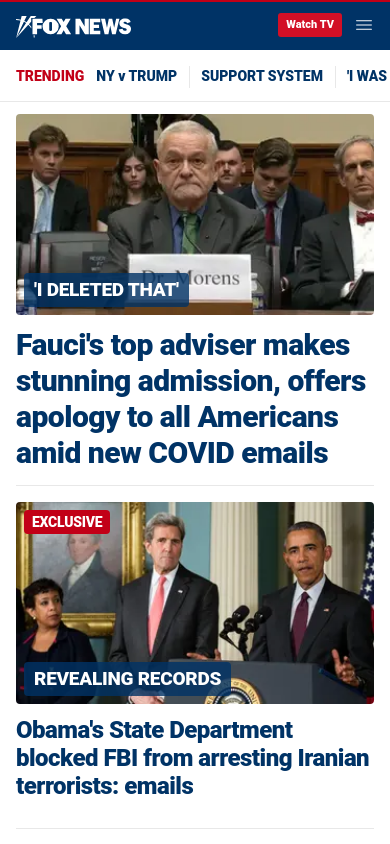 FOX NEWS
Watch TV
TRENDING NY v TRUMP SUPPORT SYSTEM 'I WAS
Dr. Morens
'I DELETED THAT'
Fauci's top adviser makes
stunning admission, offers
apology to all Americans
amid new COVID emails
EXCLUSIVE
REVEALING RECORDS
Obama's State Department
blocked FBI from arresting Iranian
terrorists: emails